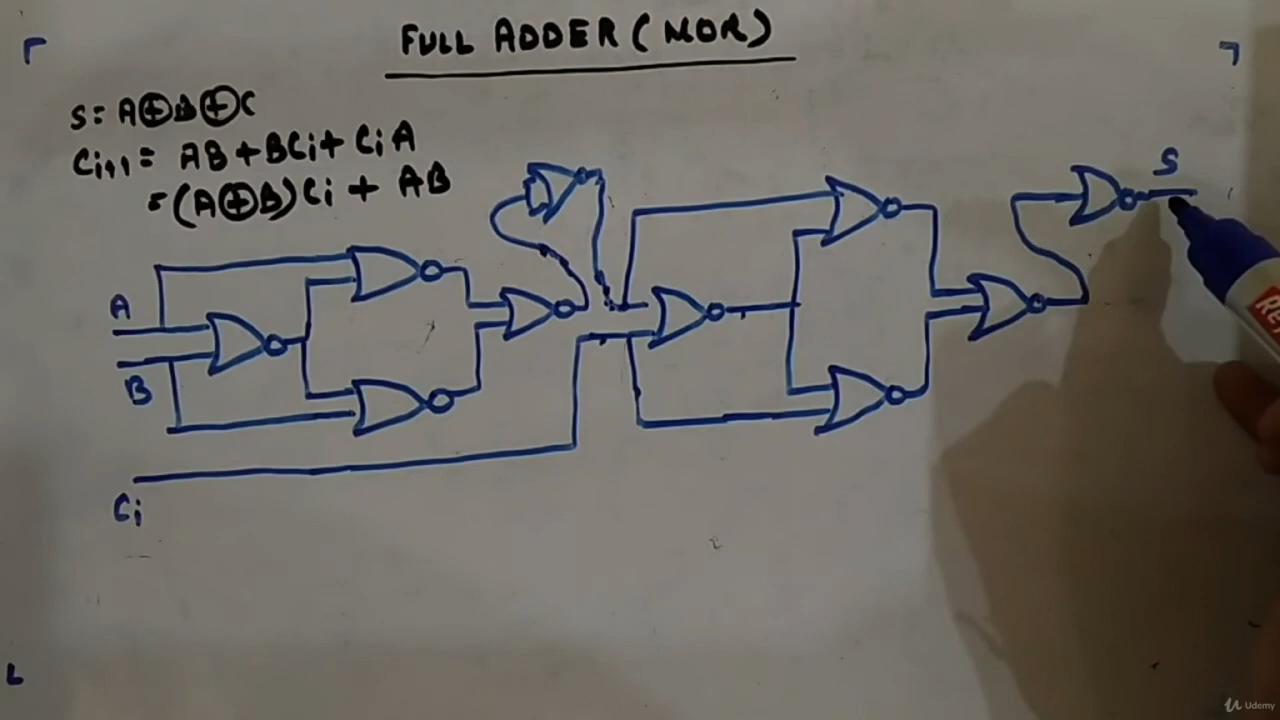 FULL ADDER (NOR)
S = A⊕B⊕C
Ci+1 = AB + BCi + CiA
= (A⊕B)Ci + AB
S
A
B
Ci
Udemy